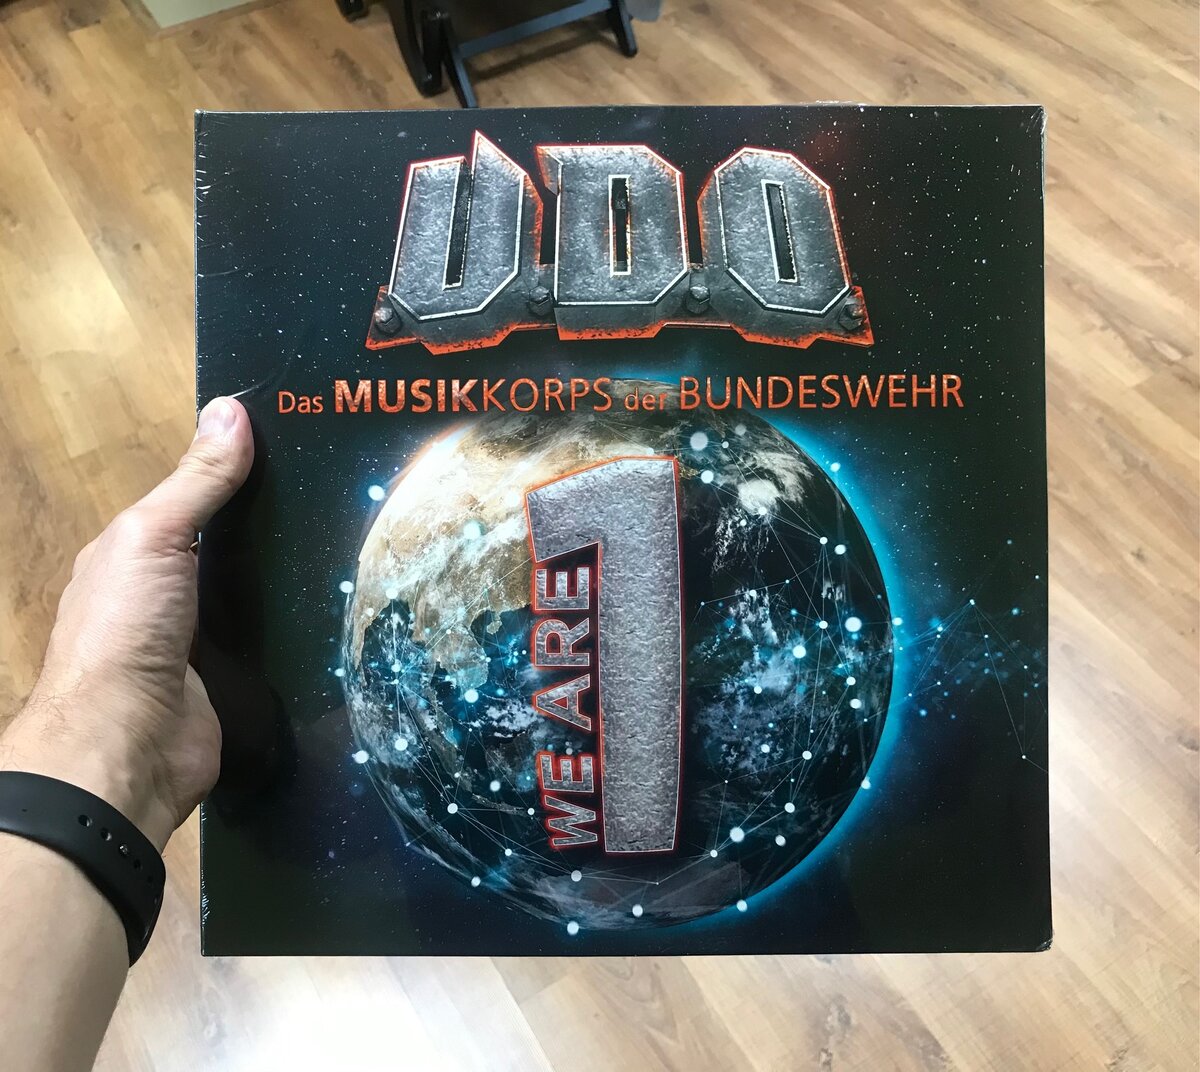 U.D.O.
Das MUSIKKORPS der BUNDESWEHR
WE ARE 1